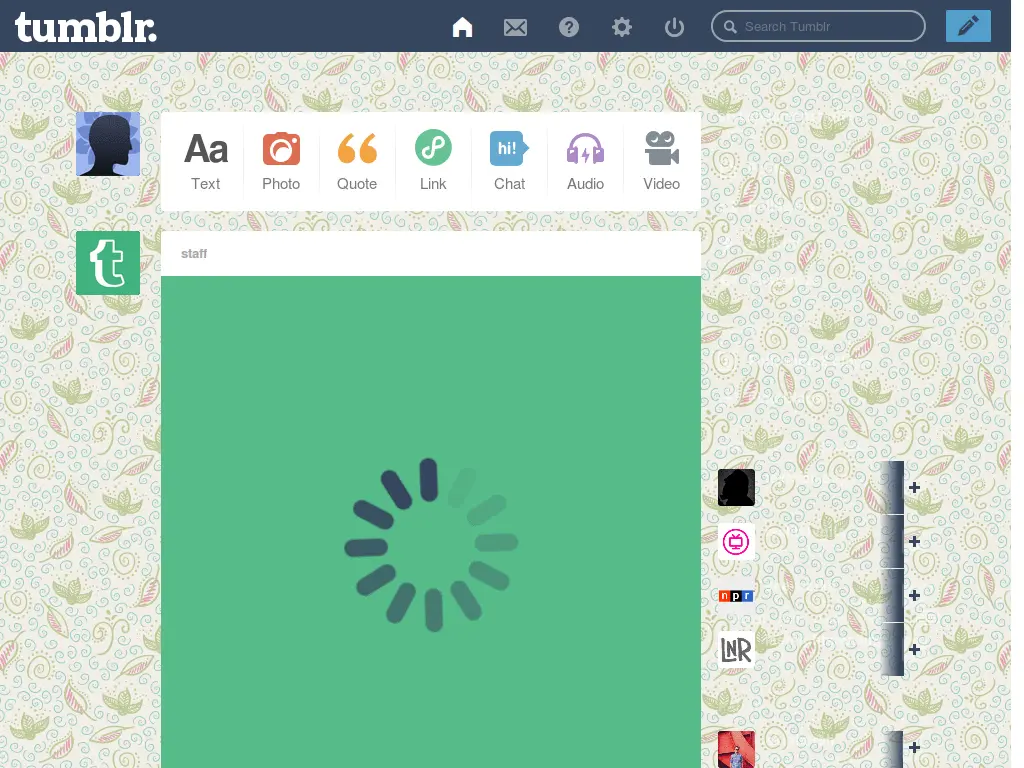 tumblr.
Search Tumblr
Aa
hi!
Text
Photo
Quote
Link
Chat
Audio
Video
t
staff
npr
LNR